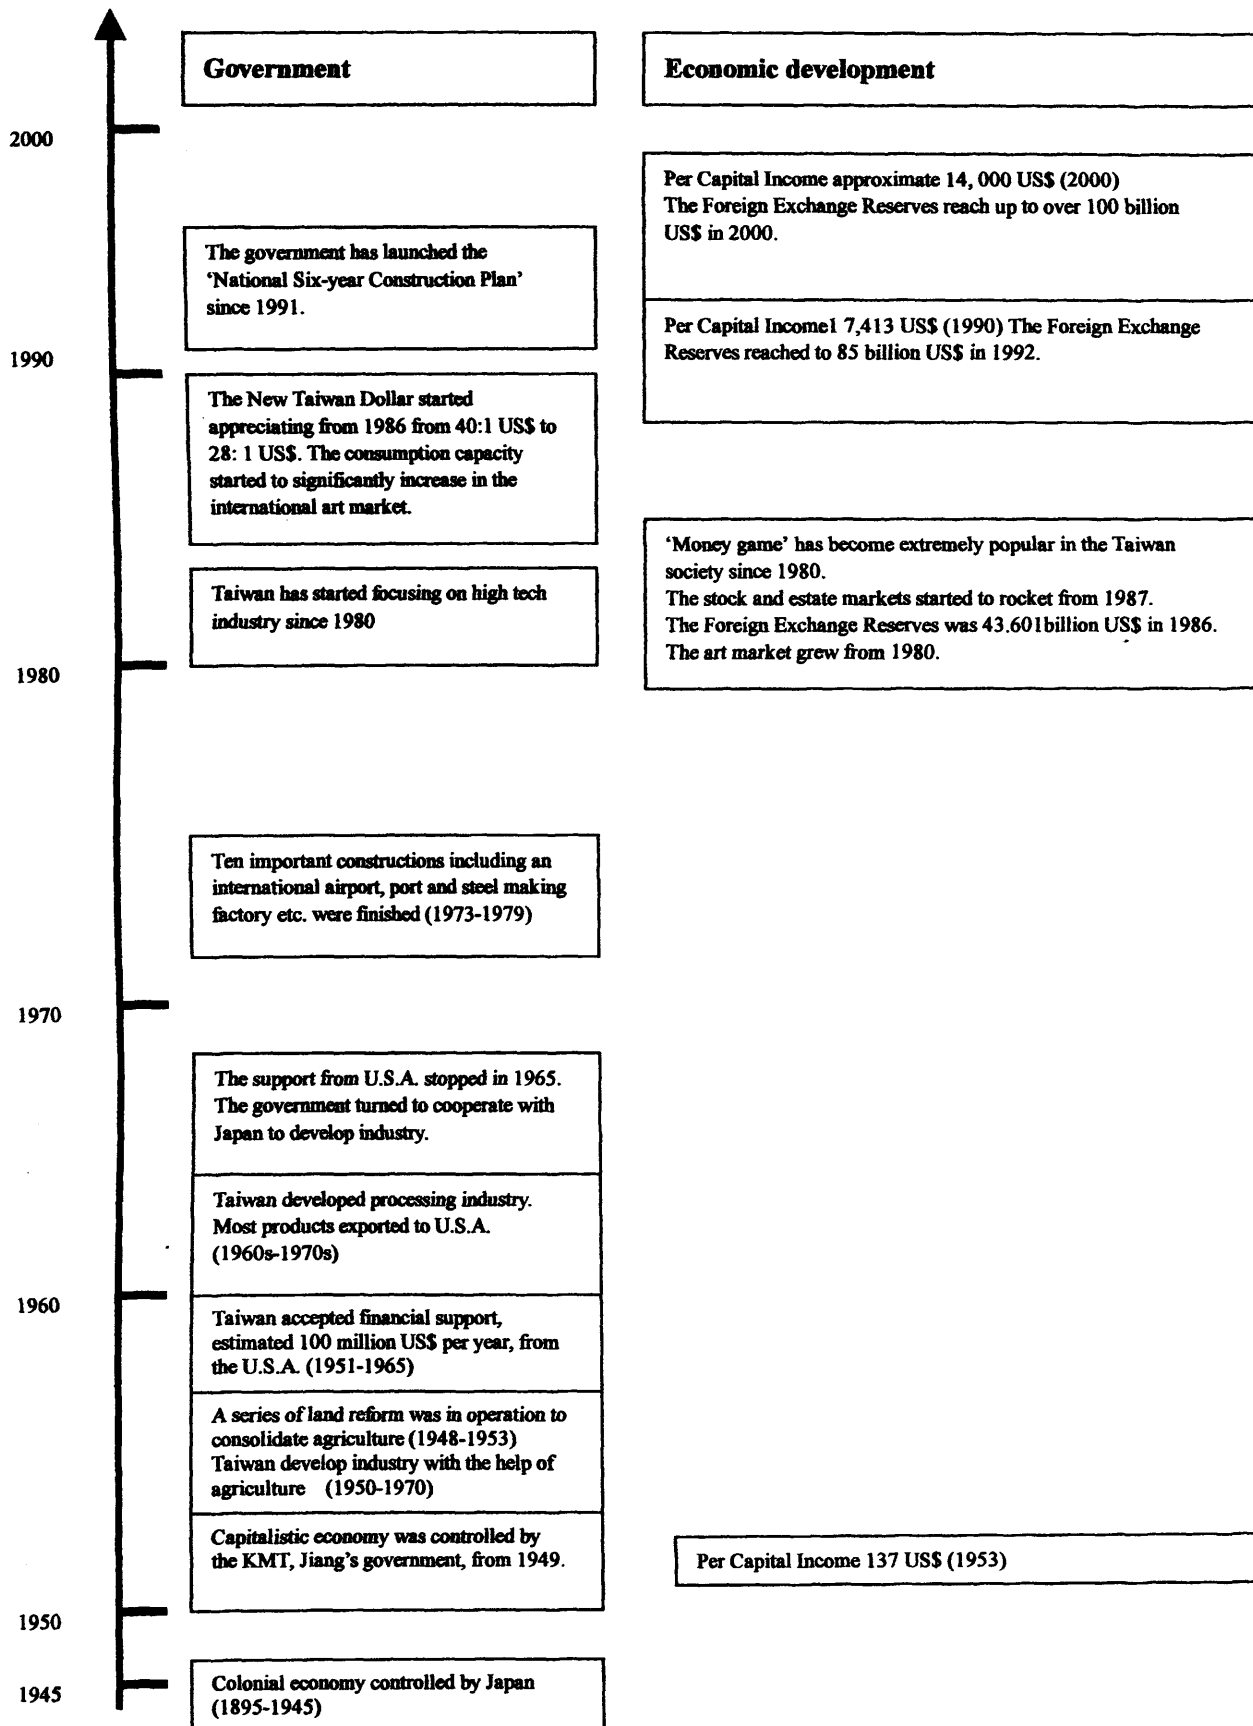 Government
Economic development
2000
Per Capital Income approximate 14, 000 US$ (2000)
The Foreign Exchange Reserves reach up to over 100 billion
US$ in 2000.
The government has launched the
‘National Six-year Construction Plan’
since 1991.
Per Capital Income1 7,413 US$ (1990) The Foreign Exchange
Reserves reached to 85 billion US$ in 1992.
1990
The New Taiwan Dollar started
appreciating from 1986 from 40:1 US$ to
28: 1 US$. The consumption capacity
started to significantly increase in the
international art market.
‘Money game’ has become extremely popular in the Taiwan
society since 1980.
The stock and estate markets started to rocket from 1987.
The Foreign Exchange Reserves was 43.601billion US$ in 1986.
The art market grew from 1980.
Taiwan has started focusing on high tech
industry since 1980
1980
Ten important constructions including an
international airport, port and steel making
factory etc. were finished (1973-1979)
1970
The support from U.S.A. stopped in 1965.
The government turned to cooperate with
Japan to develop industry.
Taiwan developed processing industry.
Most products exported to U.S.A.
(1960s-1970s)
1960
Taiwan accepted financial support,
estimated 100 million US$ per year, from
the U.S.A. (1951-1965)
A series of land reform was in operation to
consolidate agriculture (1948-1953)
Taiwan develop industry with the help of
agriculture (1950-1970)
Capitalistic economy was controlled by
the KMT, Jiang’s government, from 1949.
Per Capital Income 137 US$ (1953)
1950
1945
Colonial economy controlled by Japan
(1895-1945)